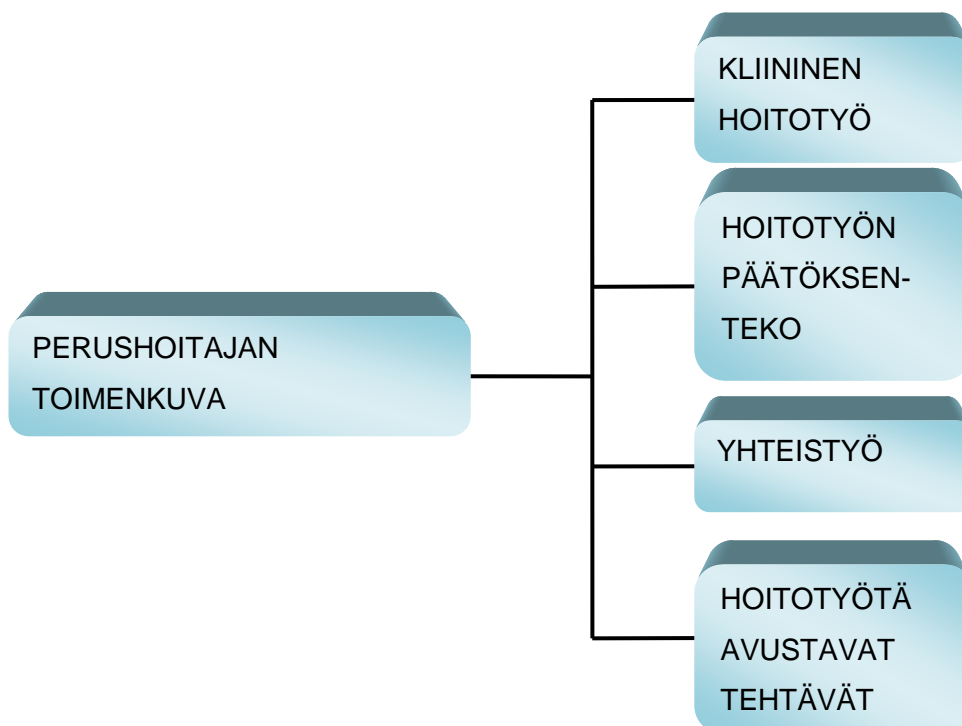 KLIININEN
HOITOTYÖ
HOITOTYÖN
PÄÄTÖKSEN-
TEKO
PERUSHOITAJAN
TOIMENKUVA
YHTEISTYÖ
HOITOTYÖTÄ
AVUSTAVAT
TEHTÄVÄT